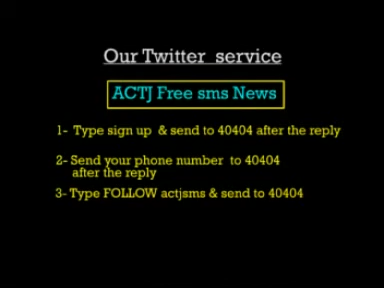 Our Twitter service
ACTJ Free sms News
1- Type sign up & send to 40404 after the reply
2- Send your phone number to 40404
after the reply
3- Type FOLLOW actjsms & send to 40404